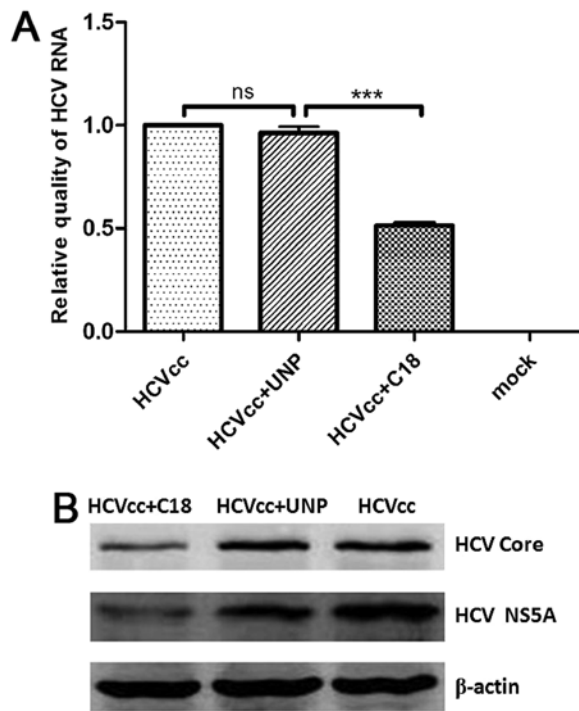 A
Relative quality of HCV RNA
1.5
1.0
0.5
0.0
ns
***
HCVcc
HCVcc+UNP
HCVcc+C18
mock
B
HCVcc+C18 HCVcc+UNP HCVcc
HCV Core
HCV NS5A
β-actin